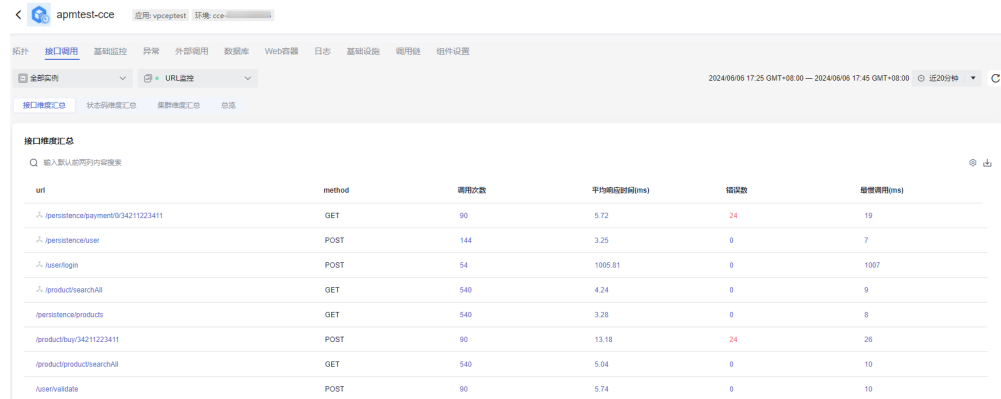 apmtest-cce 应用: vpceptest 环境: cce-
拓扑 接口调用 基础监控 异常 外部调用 数据库 Web容器 日志 基础设施 调用链 组件设置
全部实例 URL监控 2024/06/06 17:25 GMT+08:00 — 2024/06/06 17:45 GMT+08:00 近20分钟
接口维度汇总 状态码维度汇总 集群维度汇总 总览
接口维度汇总
输入默认前两列内容搜索
url method 调用次数 平均响应时间(ms) 错误数 最慢调用(ms)
/persistence/payment/0/34211223411 GET 90 5.72 24 19
/persistence/user POST 144 3.25 0 7
/user/login POST 54 1005.81 0 1007
/product/searchAll GET 540 4.24 0 9
/persistence/products GET 540 3.28 0 8
/product/buy/34211223411 POST 90 13.18 24 26
/product/product/searchAll GET 540 5.04 0 10
/user/validate POST 90 5.74 0 10